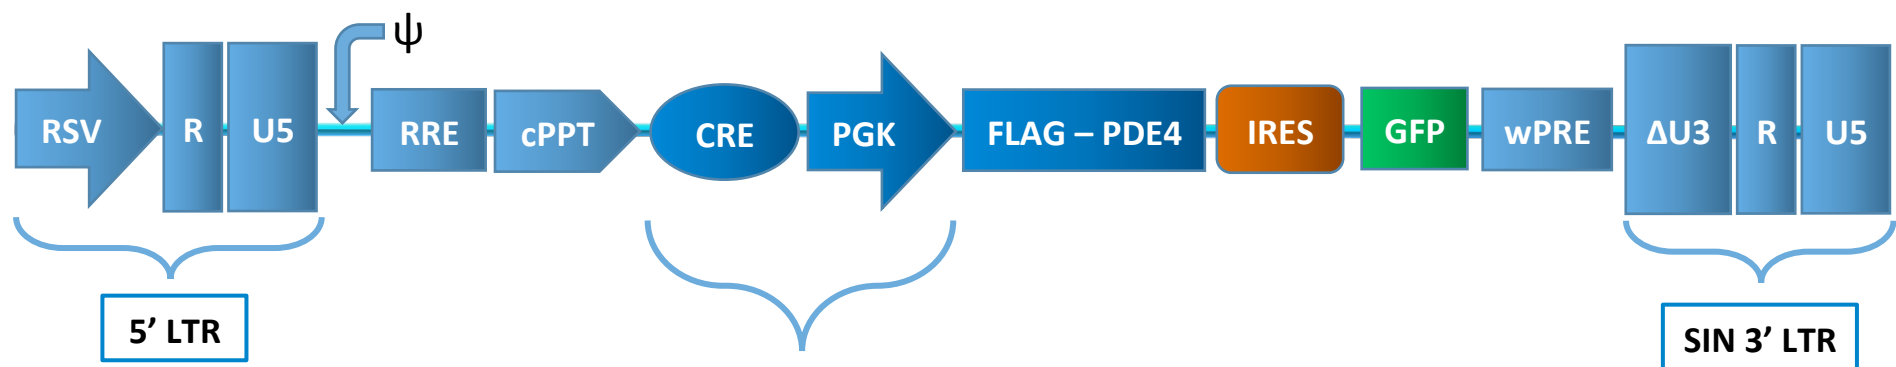 ψ
RSV
R
U5
RRE
cPPT
CRE
PGK
FLAG – PDE4
IRES
GFP
wPRE
ΔU3
R
U5
5’ LTR
SIN 3’ LTR